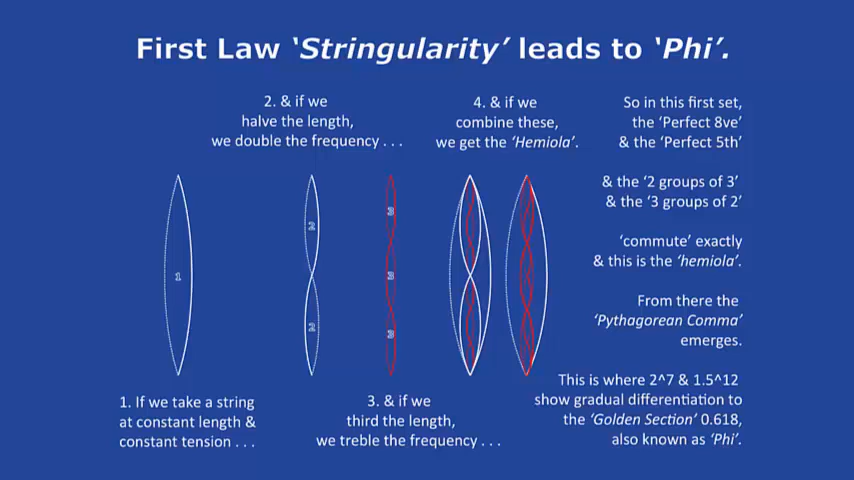 First Law ‘Stringularity’ leads to ‘Phi’.
2. & if we
halve the length,
we double the frequency . . .
4. & if we
combine these,
we get the ‘Hemiola’.
So in this first set,
the ‘Perfect 8ve’
& the ‘Perfect 5th’
& the ‘2 groups of 3’
& the ‘3 groups of 2’
‘commute’ exactly
& this is the ‘hemiola’.
From there the
‘Pythagorean Comma’
emerges.
This is where 2^7 & 1.5^12
show gradual differentiation to
the ‘Golden Section’ 0.618,
also known as ‘Phi’.
1. If we take a string
at constant length &
constant tension . . .
3. & if we
third the length,
we treble the frequency . . .